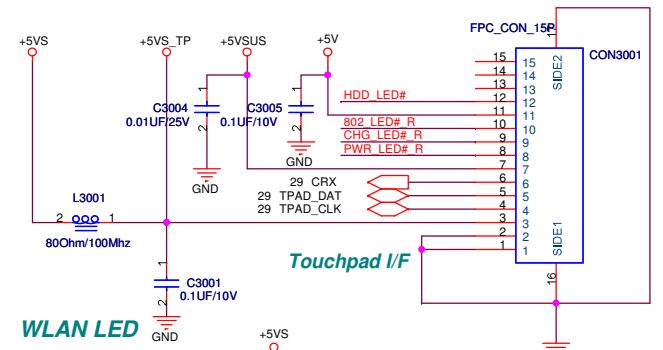 FPC_CON_15P
+5VS
+5VS_TP
+5VSUS
+5V
CON3001
15 15
14 14
13 13
HDD_LED# 12 12
11 11
802_LED#_R 10 10
CHG_LED#_R 9 9
PWR_LED#_R 8 8
7 7
29 CRX 6 6
29 TPAD_DAT 5 5
29 TPAD_CLK 4 4
3 3
2 2
1 1
SIDE2
SIDE1
16
1 C3004 2
0.01UF/25V
1 C3005 2
0.1UF/10V
GND
GND
L3001
2 1
80Ohm/100Mhz
Touchpad I/F
1 C3001 2
0.1UF/10V
WLAN LED
GND
+5VS